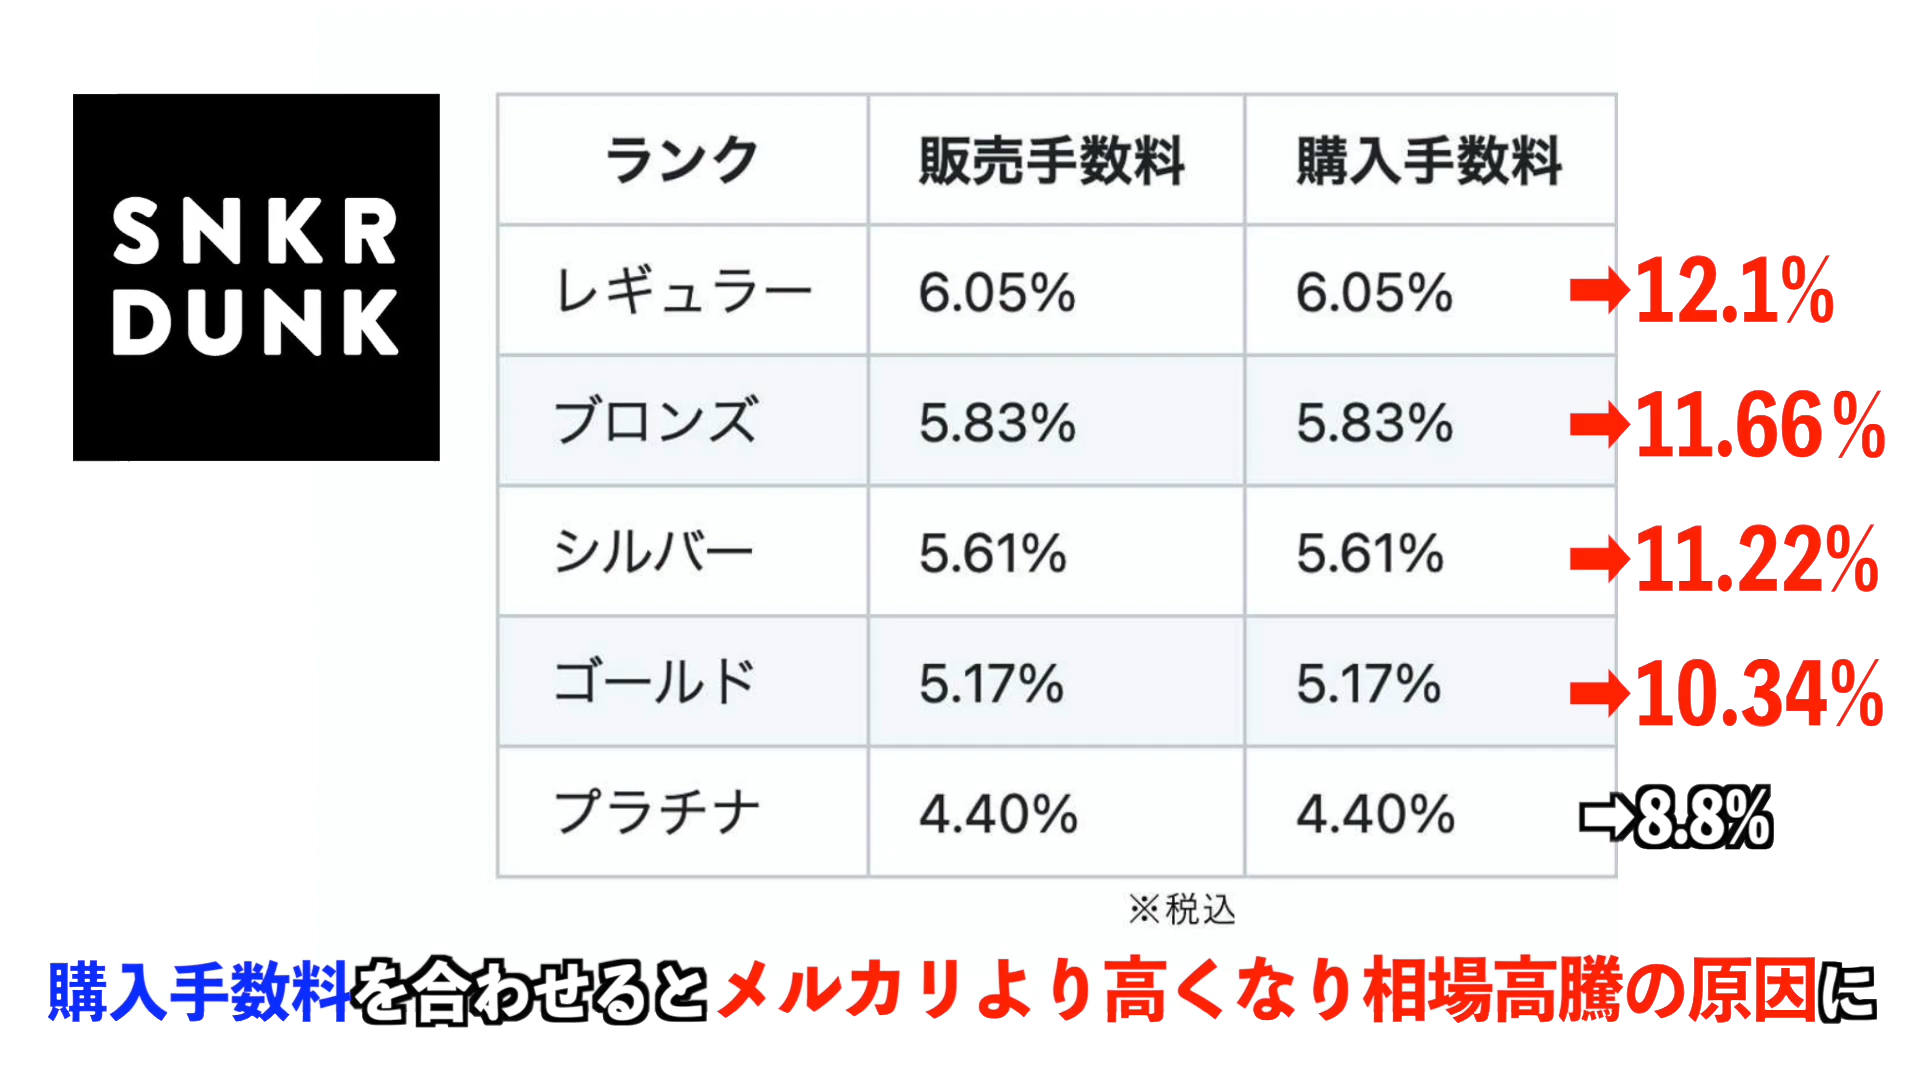 SNKR
DUNK
ランク 販売手数料 購入手数料
レギュラー 6.05% 6.05% ➡12.1%
ブロンズ 5.83% 5.83% ➡11.66%
シルバー 5.61% 5.61% ➡11.22%
ゴールド 5.17% 5.17% ➡10.34%
プラチナ 4.40% 4.40% ⇨8.8%
※税込
購入手数料を合わせるとメルカリより高くなり相場高騰の原因に